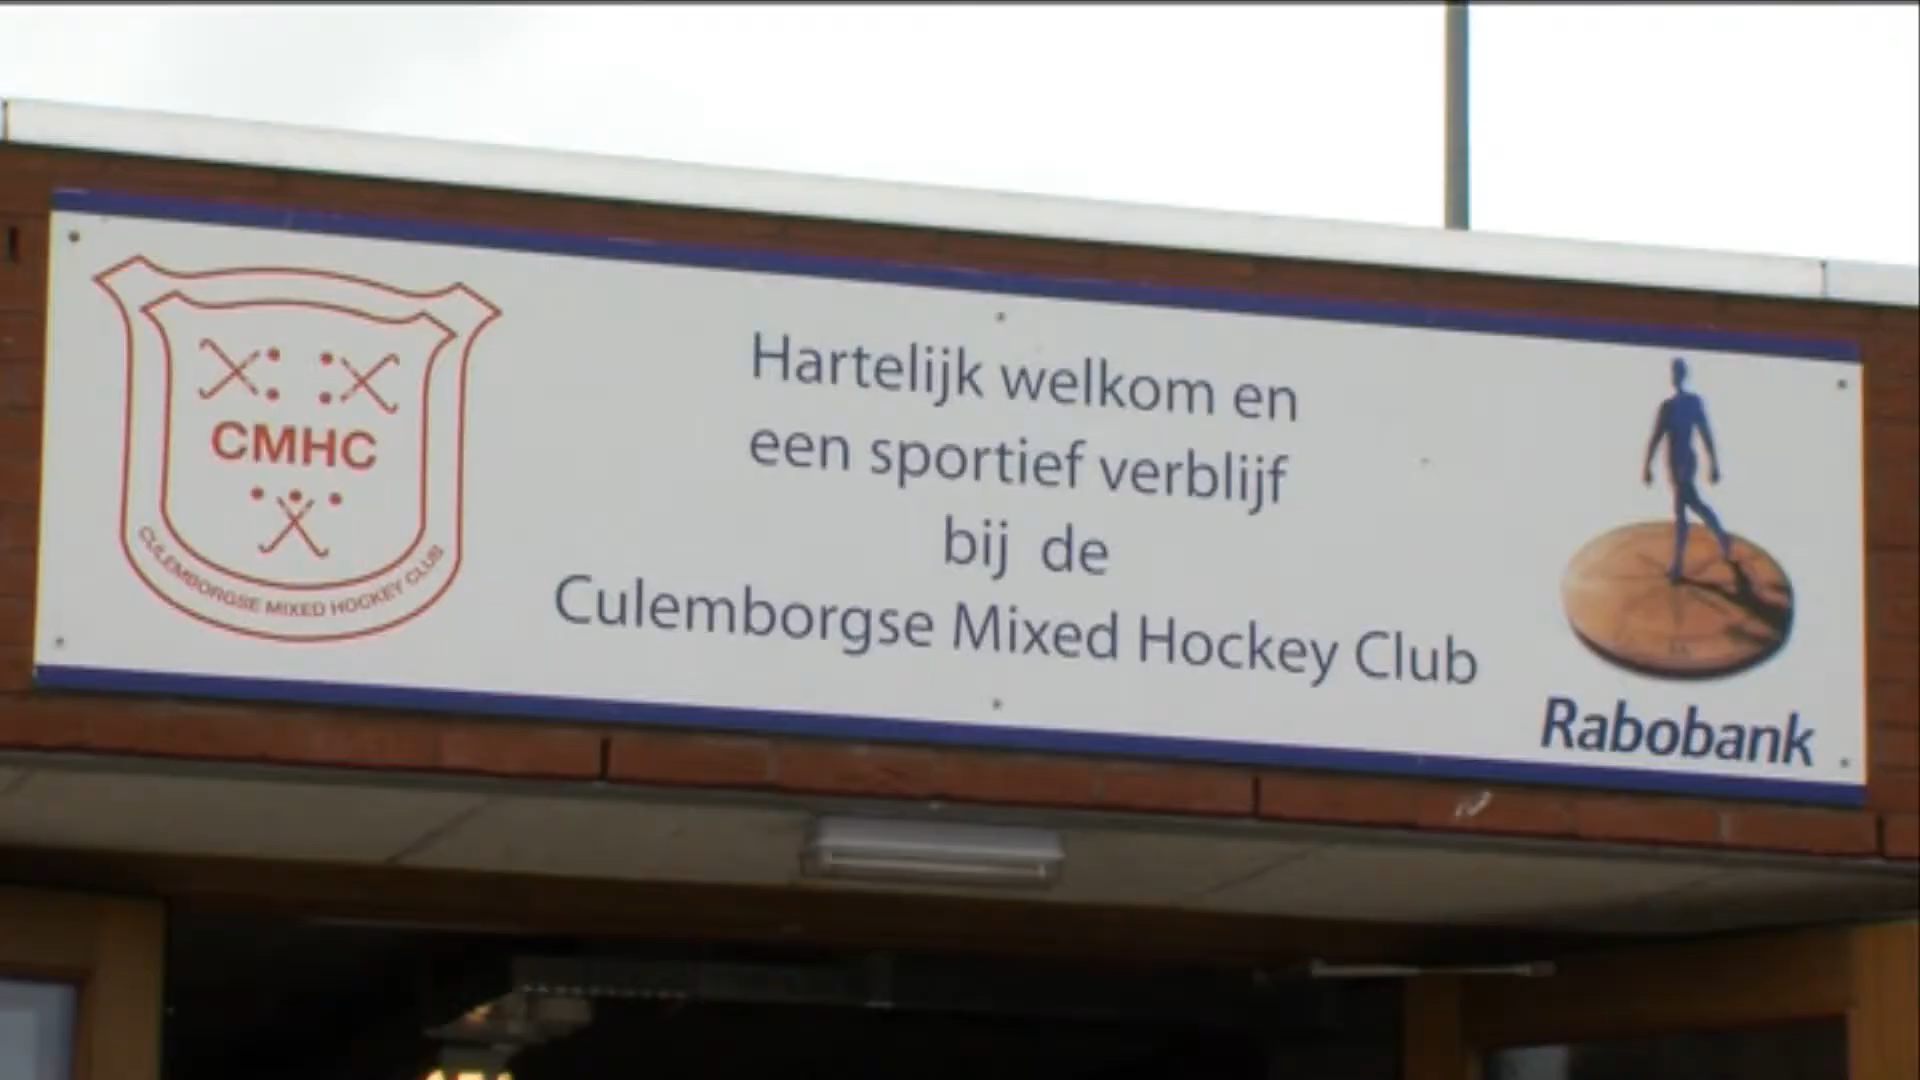 CMHC
CULEMBORGSE MIXED HOCKEY CLUB
Hartelijk welkom en
een sportief verblijf
bij de
Culemborgse Mixed Hockey Club
Rabobank